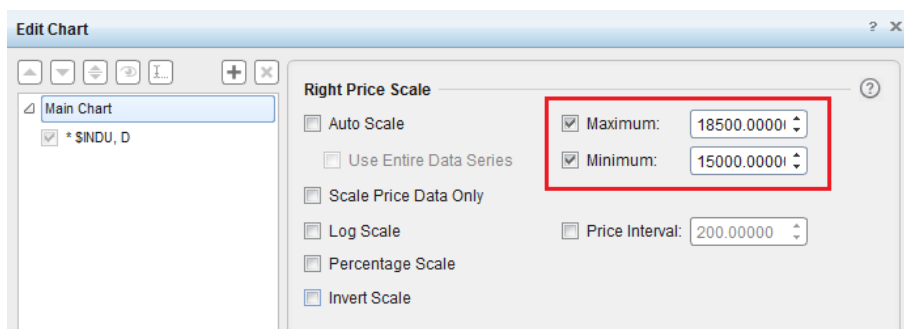 Edit Chart
? X
I...
Main Chart
* $INDU, D
Right Price Scale
?
Auto Scale
Maximum: 18500.0000
Use Entire Data Series
Minimum: 15000.0000
Scale Price Data Only
Log Scale
Price Interval: 200.00000
Percentage Scale
Invert Scale